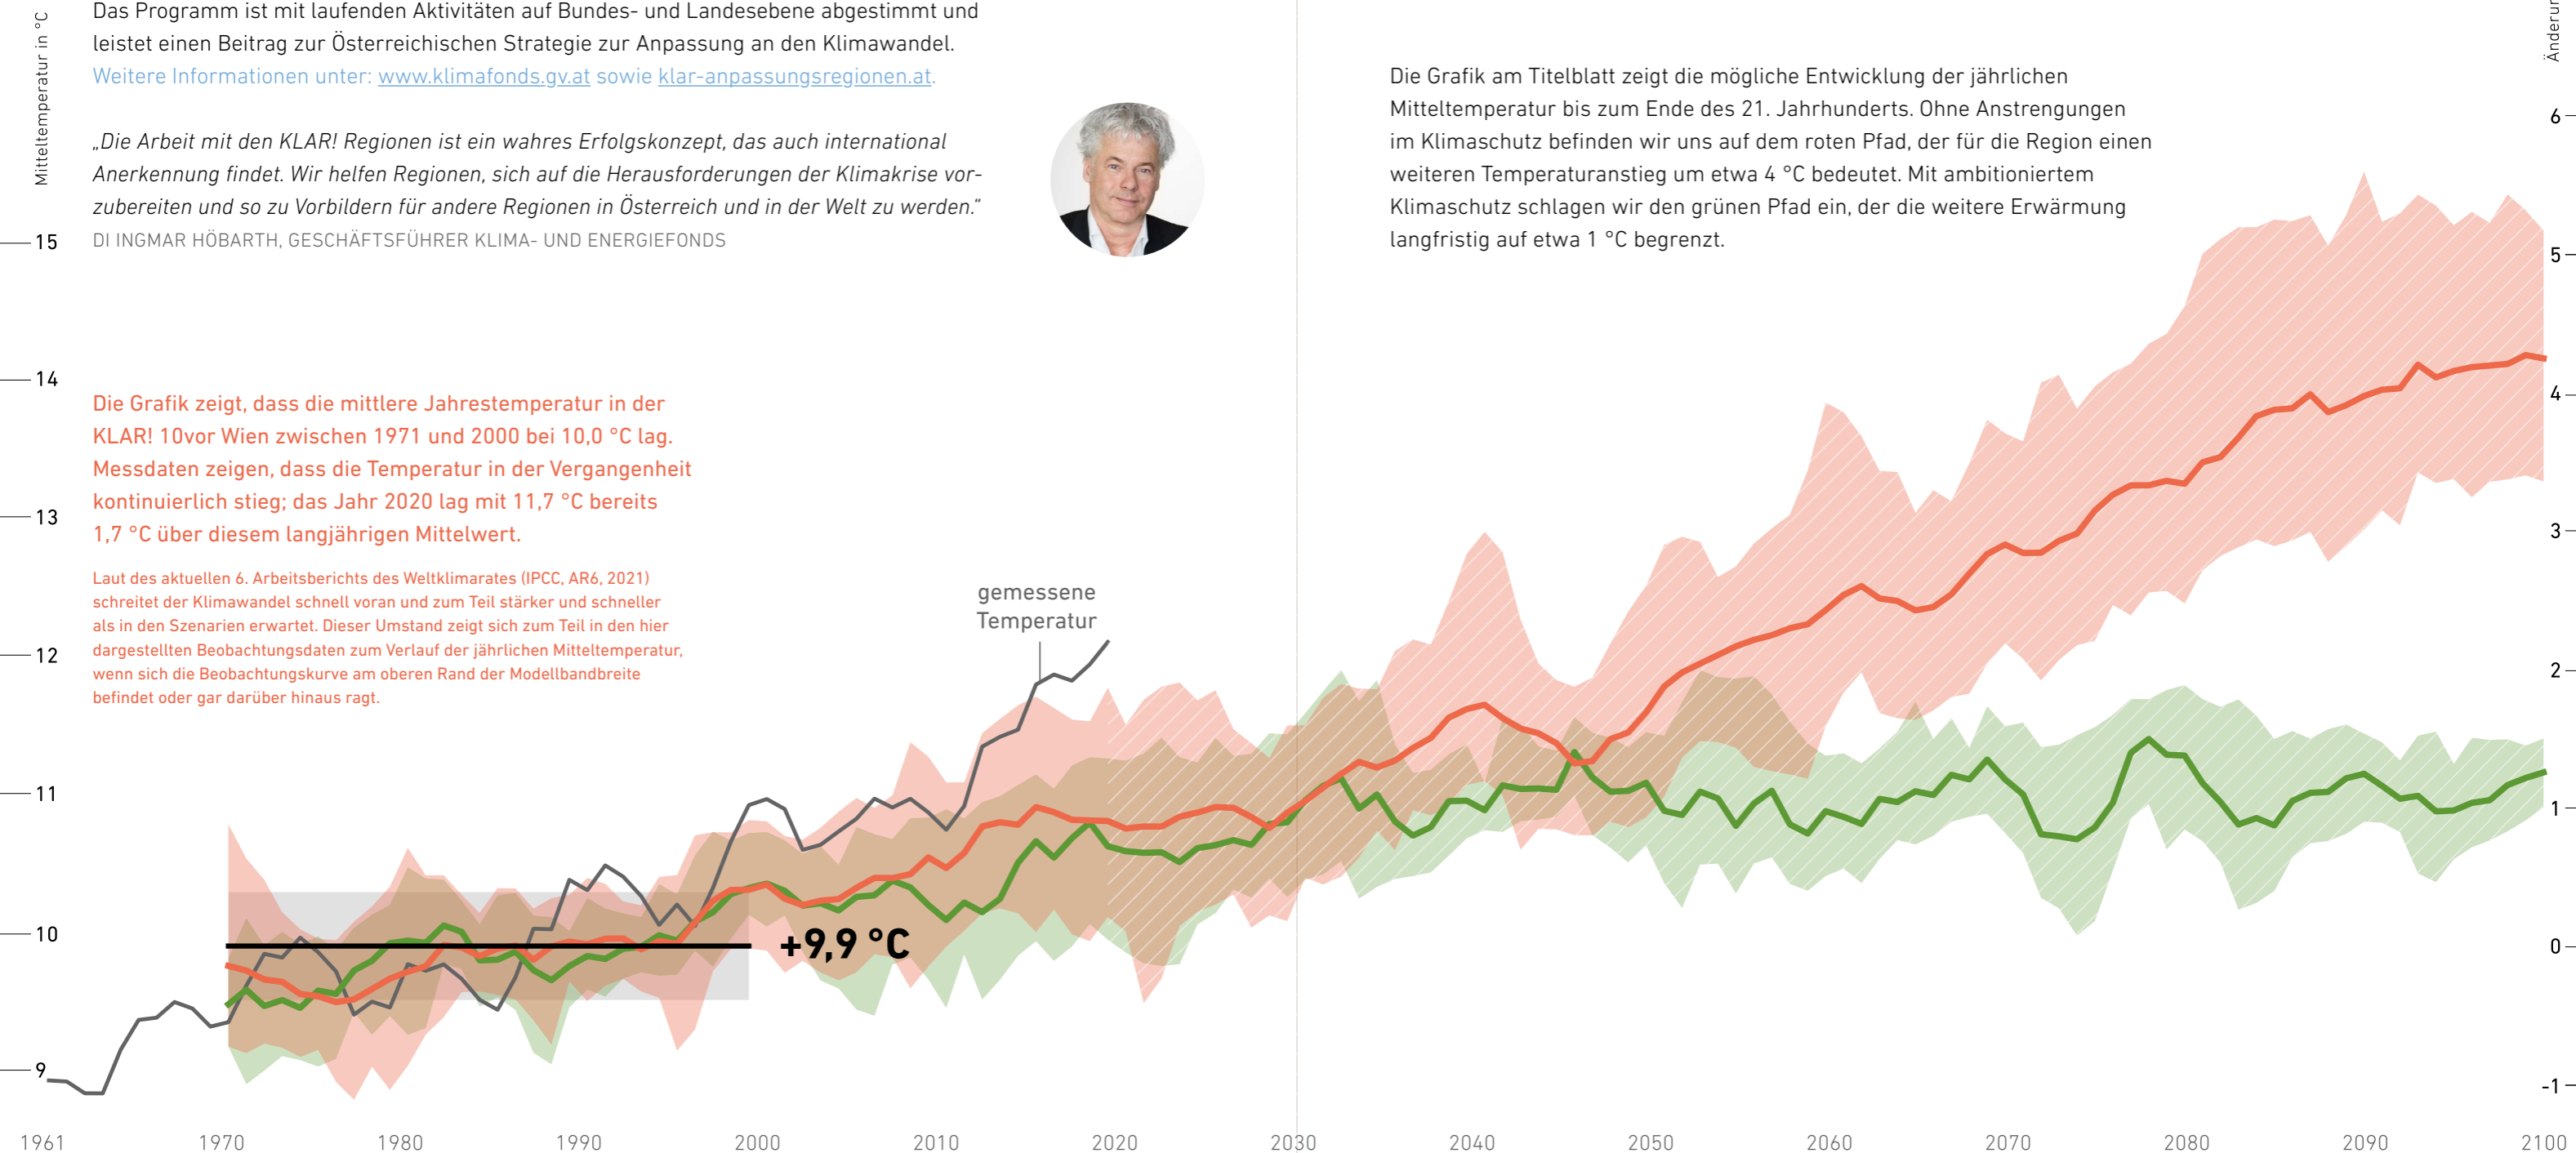 Das Programm ist mit laufenden Aktivitäten auf Bundes- und Landesebene abgestimmt und
leistet einen Beitrag zur Österreichischen Strategie zur Anpassung an den Klimawandel.
Weitere Informationen unter: www.klimafonds.gv.at sowie klar-anpassungsregionen.at.
„Die Arbeit mit den KLAR! Regionen ist ein wahres Erfolgskonzept, das auch international
Anerkennung findet. Wir helfen Regionen, sich auf die Herausforderungen der Klimakrise vor-
zubereiten und so zu Vorbildern für andere Regionen in Österreich und in der Welt zu werden.“
DI INGMAR HÖBARTH, GESCHÄFTSFÜHRER KLIMA- UND ENERGIEFONDS
Die Grafik am Titelblatt zeigt die mögliche Entwicklung der jährlichen
Mitteltemperatur bis zum Ende des 21. Jahrhunderts. Ohne Anstrengungen
im Klimaschutz befinden wir uns auf dem roten Pfad, der für die Region einen
weiteren Temperaturanstieg um etwa 4 °C bedeutet. Mit ambitioniertem
Klimaschutz schlagen wir den grünen Pfad ein, der die weitere Erwärmung
langfristig auf etwa 1 °C begrenzt.
Die Grafik zeigt, dass die mittlere Jahrestemperatur in der
KLAR! 10vor Wien zwischen 1971 und 2000 bei 10,0 °C lag.
Messdaten zeigen, dass die Temperatur in der Vergangenheit
kontinuierlich stieg; das Jahr 2020 lag mit 11,7 °C bereits
1,7 °C über diesem langjährigen Mittelwert.
Laut des aktuellen 6. Arbeitsberichts des Weltklimarates (IPCC, AR6, 2021)
schreitet der Klimawandel schnell voran und zum Teil stärker und schneller
als in den Szenarien erwartet. Dieser Umstand zeigt sich zum Teil in den hier
dargestellten Beobachtungsdaten zum Verlauf der jährlichen Mitteltemperatur,
wenn sich die Beobachtungskurve am oberen Rand der Modellbandbreite
befindet oder gar darüber hinaus ragt.
gemessene
Temperatur
+9,9 °C
Mitteltemperatur in °C
15
14
13
12
11
10
9
6
5
4
3
2
1
0
-1
1961 1970 1980 1990 2000 2010 2020 2030 2040 2050 2060 2070 2080 2090 2100